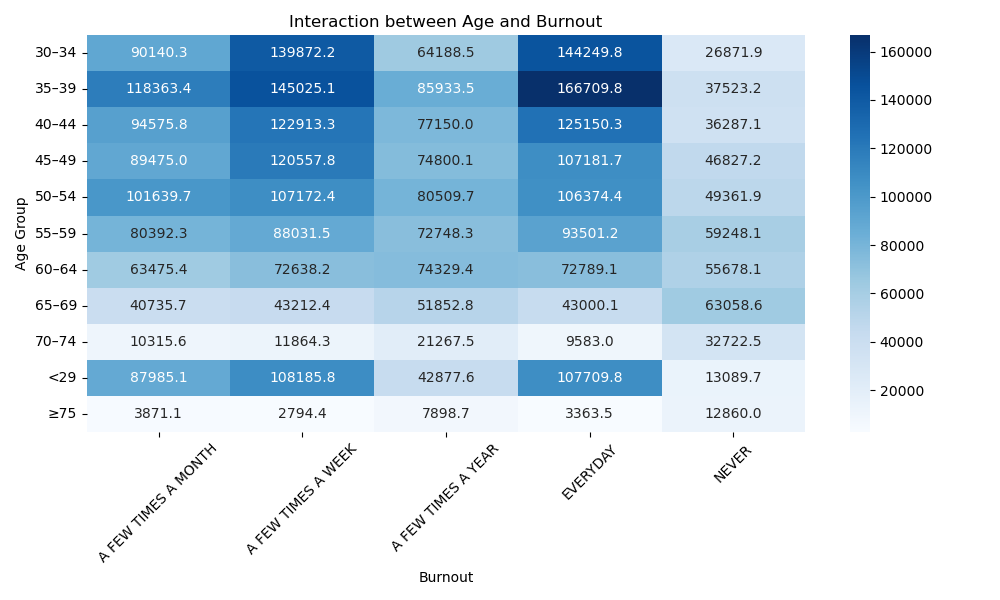 Interaction between Age and Burnout
30–34 90140.3 139872.2 64188.5 144249.8 26871.9
35–39 118363.4 145025.1 85933.5 166709.8 37523.2
40–44 94575.8 122913.3 77150.0 125150.3 36287.1
45–49 89475.0 120557.8 74800.1 107181.7 46827.2
50–54 101639.7 107172.4 80509.7 106374.4 49361.9
55–59 80392.3 88031.5 72748.3 93501.2 59248.1
60–64 63475.4 72638.2 74329.4 72789.1 55678.1
65–69 40735.7 43212.4 51852.8 43000.1 63058.6
70–74 10315.6 11864.3 21267.5 9583.0 32722.5
<29 87985.1 108185.8 42877.6 107709.8 13089.7
≥75 3871.1 2794.4 7898.7 3363.5 12860.0
Age Group
A FEW TIMES A MONTH
A FEW TIMES A WEEK
A FEW TIMES A YEAR
EVERYDAY
NEVER
Burnout
160000
140000
120000
100000
80000
60000
40000
20000